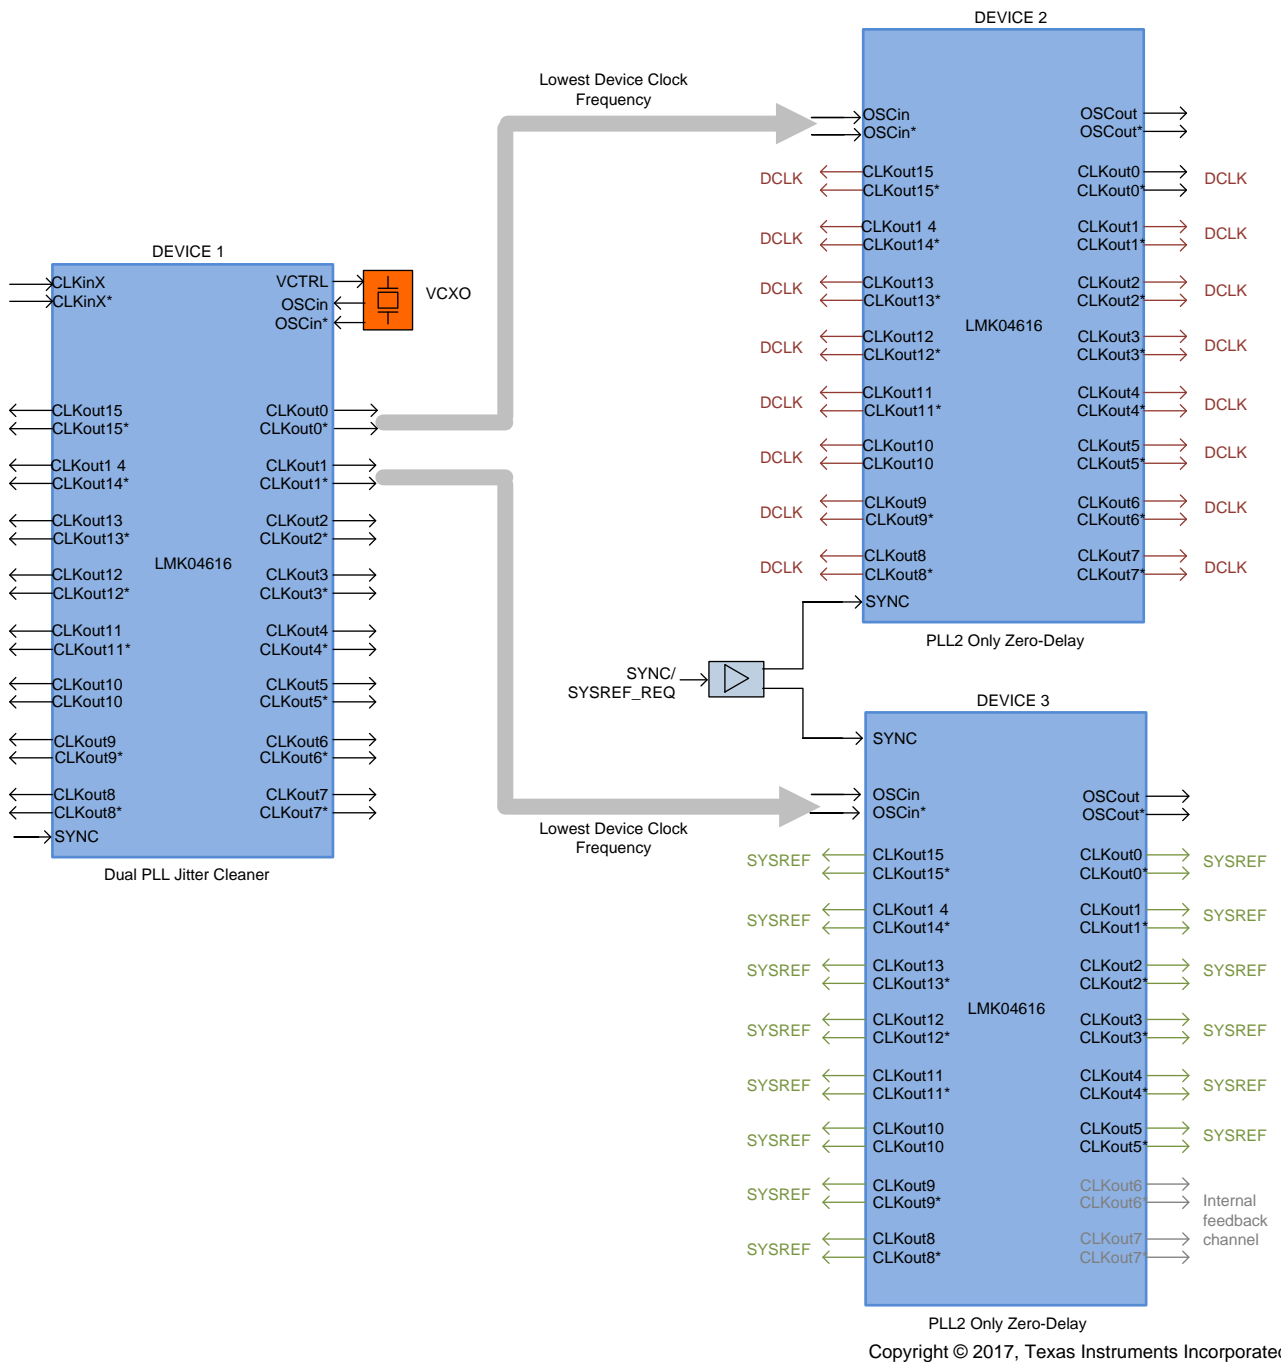 DEVICE 2
Lowest Device Clock
Frequency
OSCin
OSCin*
OSCout
OSCout*
DCLK
CLKout15
CLKout15*
CLKout0
CLKout0*
DCLK
DCLK
CLKout1 4
CLKout14*
CLKout1
CLKout1*
DCLK
DCLK
CLKout13
CLKout13*
CLKout2
CLKout2*
DCLK
LMK04616
DCLK
CLKout12
CLKout12*
CLKout3
CLKout3*
DCLK
DCLK
CLKout11
CLKout11*
CLKout4
CLKout4*
DCLK
DCLK
CLKout10
CLKout10
CLKout5
CLKout5*
DCLK
DCLK
CLKout9
CLKout9*
CLKout6
CLKout6*
DCLK
DCLK
CLKout8
CLKout8*
CLKout7
CLKout7*
DCLK
SYNC
PLL2 Only Zero-Delay
DEVICE 1
CLKinX
CLKinX*
VCTRL
OSCin
OSCin*
VCXO
CLKout15
CLKout15*
CLKout0
CLKout0*
CLKout1 4
CLKout14*
CLKout1
CLKout1*
CLKout13
CLKout13*
CLKout2
CLKout2*
LMK04616
CLKout12
CLKout12*
CLKout3
CLKout3*
CLKout11
CLKout11*
CLKout4
CLKout4*
CLKout10
CLKout10
CLKout5
CLKout5*
CLKout9
CLKout9*
CLKout6
CLKout6*
CLKout8
CLKout8*
CLKout7
CLKout7*
SYNC
Dual PLL Jitter Cleaner
SYNC/
SYSREF_REQ
DEVICE 3
SYNC
Lowest Device Clock
Frequency
OSCin
OSCin*
OSCout
OSCout*
SYSREF
CLKout15
CLKout15*
CLKout0
CLKout0*
SYSREF
SYSREF
CLKout1 4
CLKout14*
CLKout1
CLKout1*
SYSREF
SYSREF
CLKout13
CLKout13*
CLKout2
CLKout2*
SYSREF
LMK04616
SYSREF
CLKout12
CLKout12*
CLKout3
CLKout3*
SYSREF
SYSREF
CLKout11
CLKout11*
CLKout4
CLKout4*
SYSREF
SYSREF
CLKout10
CLKout10
CLKout5
CLKout5*
SYSREF
SYSREF
CLKout9
CLKout9*
CLKout6
CLKout6*
SYSREF
CLKout8
CLKout8*
CLKout7
CLKout7*
Internal
feedback
channel
PLL2 Only Zero-Delay
Copyright © 2017, Texas Instruments Incorporated